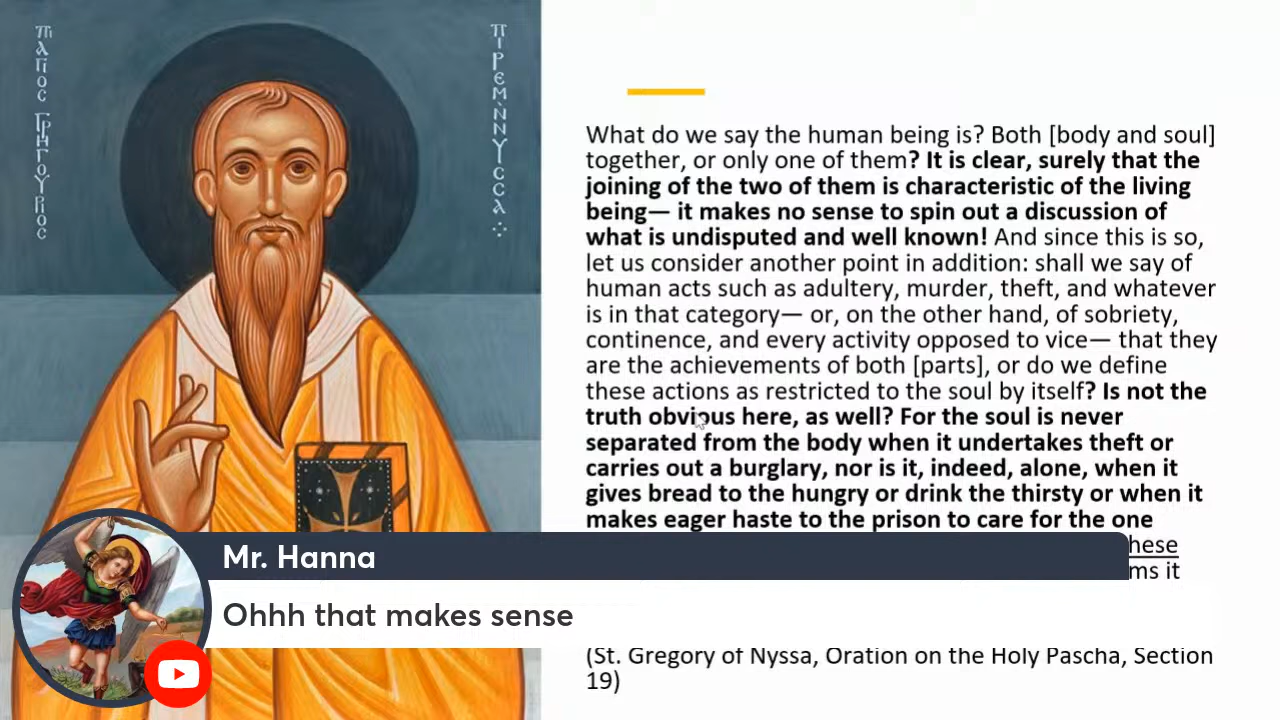 ἉΓΙΟϹ ΓΡΗΓΟΥΡΙΟϹ
ΠΙΡΕΜ̀ΝΝΥϹϹΑ
What do we say the human being is? Both [body and soul]
together, or only one of them? It is clear, surely that the
joining of the two of them is characteristic of the living
being— it makes no sense to spin out a discussion of
what is undisputed and well known! And since this is so,
let us consider another point in addition: shall we say of
human acts such as adultery, murder, theft, and whatever
is in that category— or, on the other hand, of sobriety,
continence, and every activity opposed to vice— that they
are the achievements of both [parts], or do we define
these actions as restricted to the soul by itself? Is not the
truth obvious here, as well? For the soul is never
separated from the body when it undertakes theft or
carries out a burglary, nor is it, indeed, alone, when it
gives bread to the hungry or drink the thirsty or when it
makes eager haste to the prison to care for the one
hese
ms it
(St. Gregory of Nyssa, Oration on the Holy Pascha, Section
19)
Mr. Hanna
Ohhh that makes sense